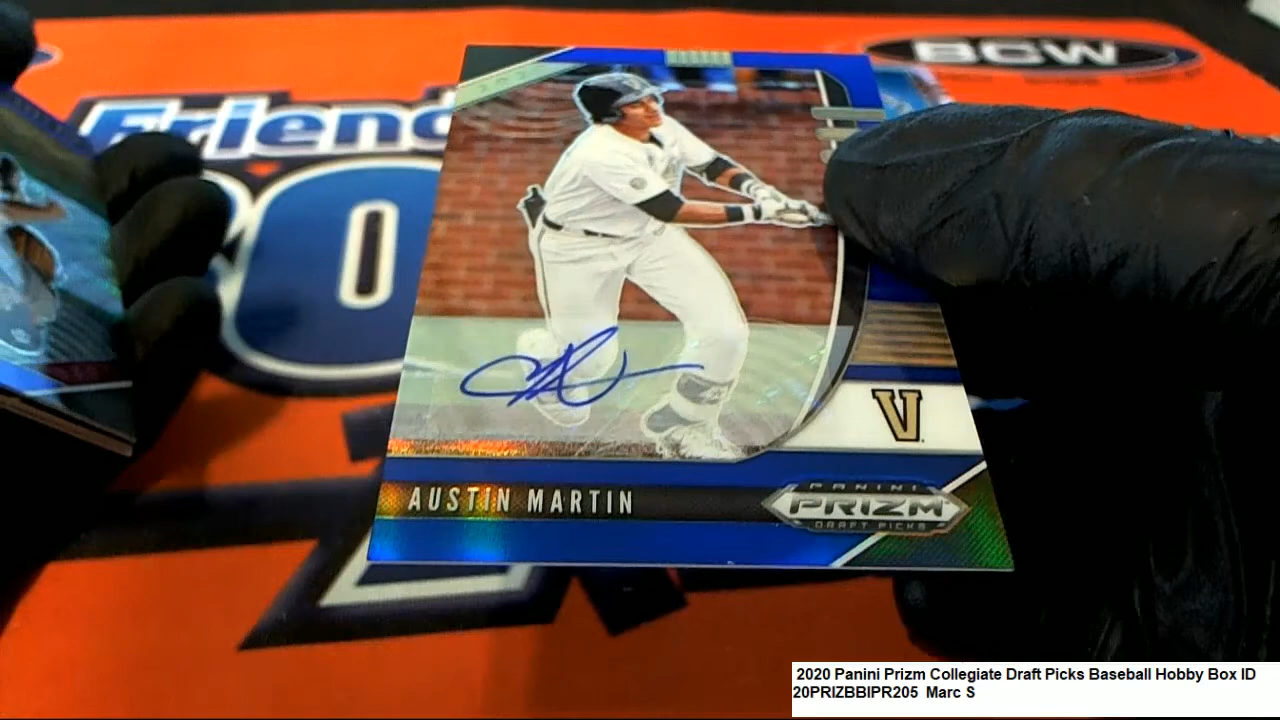 BCW
Friend
AUSTIN MARTIN
V
PANINI
PRIZM
DRAFT PICKS
2020 Panini Prizm Collegiate Draft Picks Baseball Hobby Box ID
20PRIZBBIPR205 Marc S